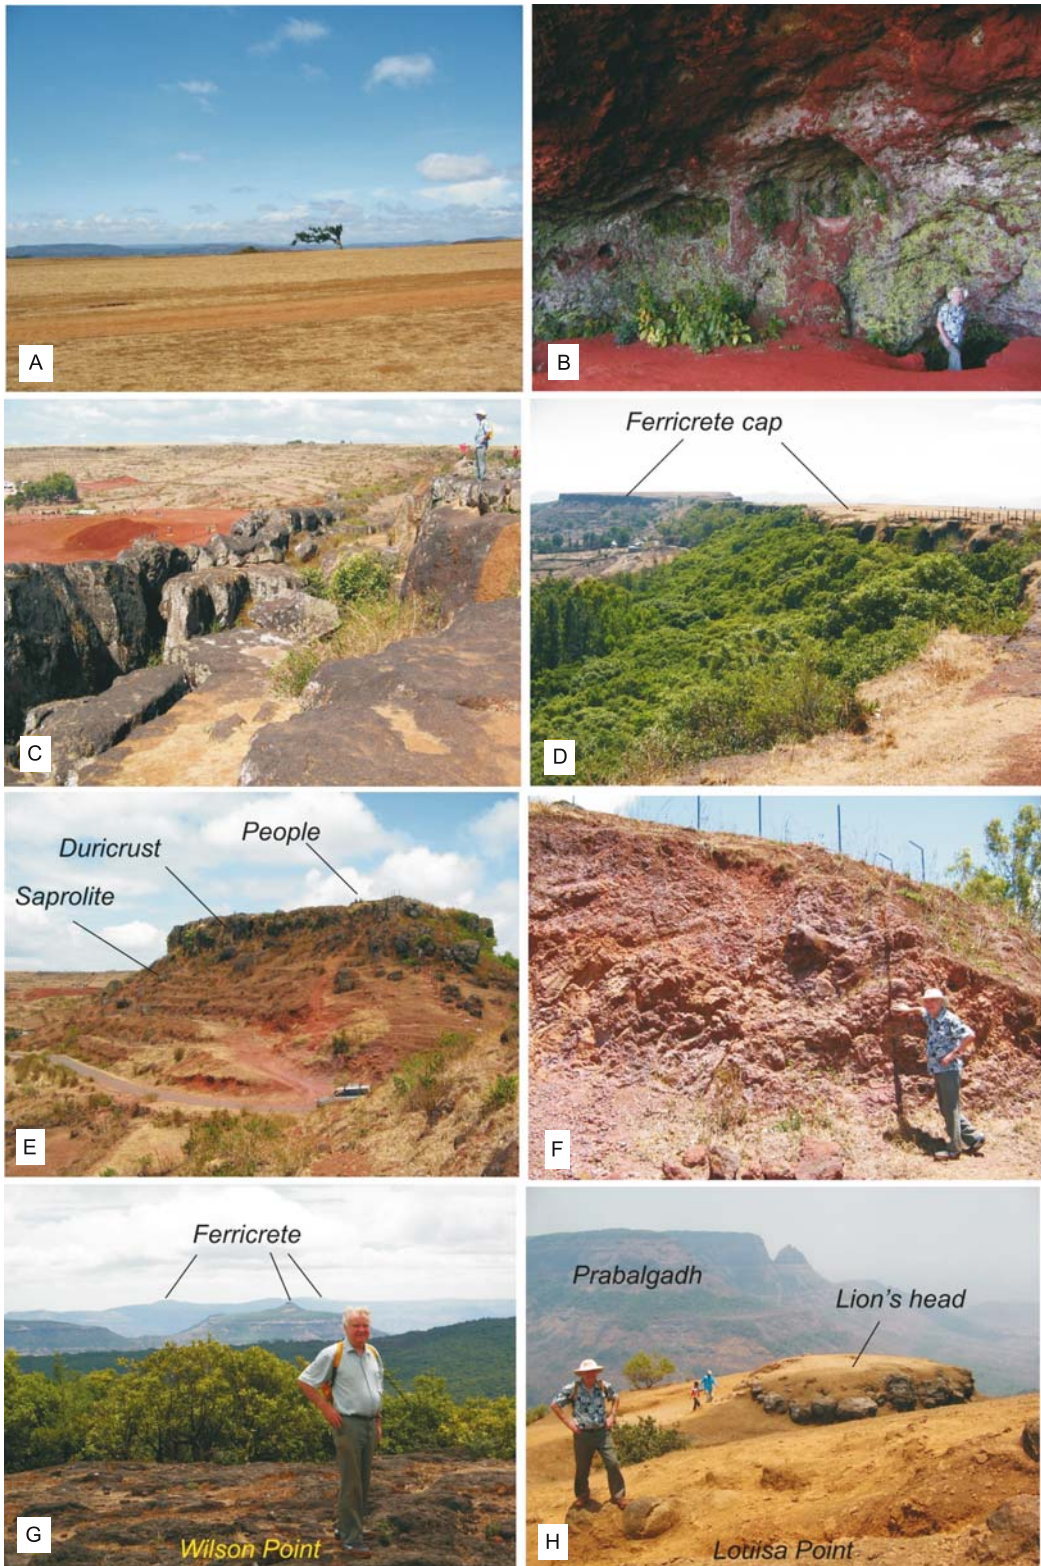 A
B
C
Ferricrete cap
D
People
Duricrust
Saprolite
E
F
Ferricrete
G
Wilson Point
Prabalgadh
Lion's head
H
Louisa Point